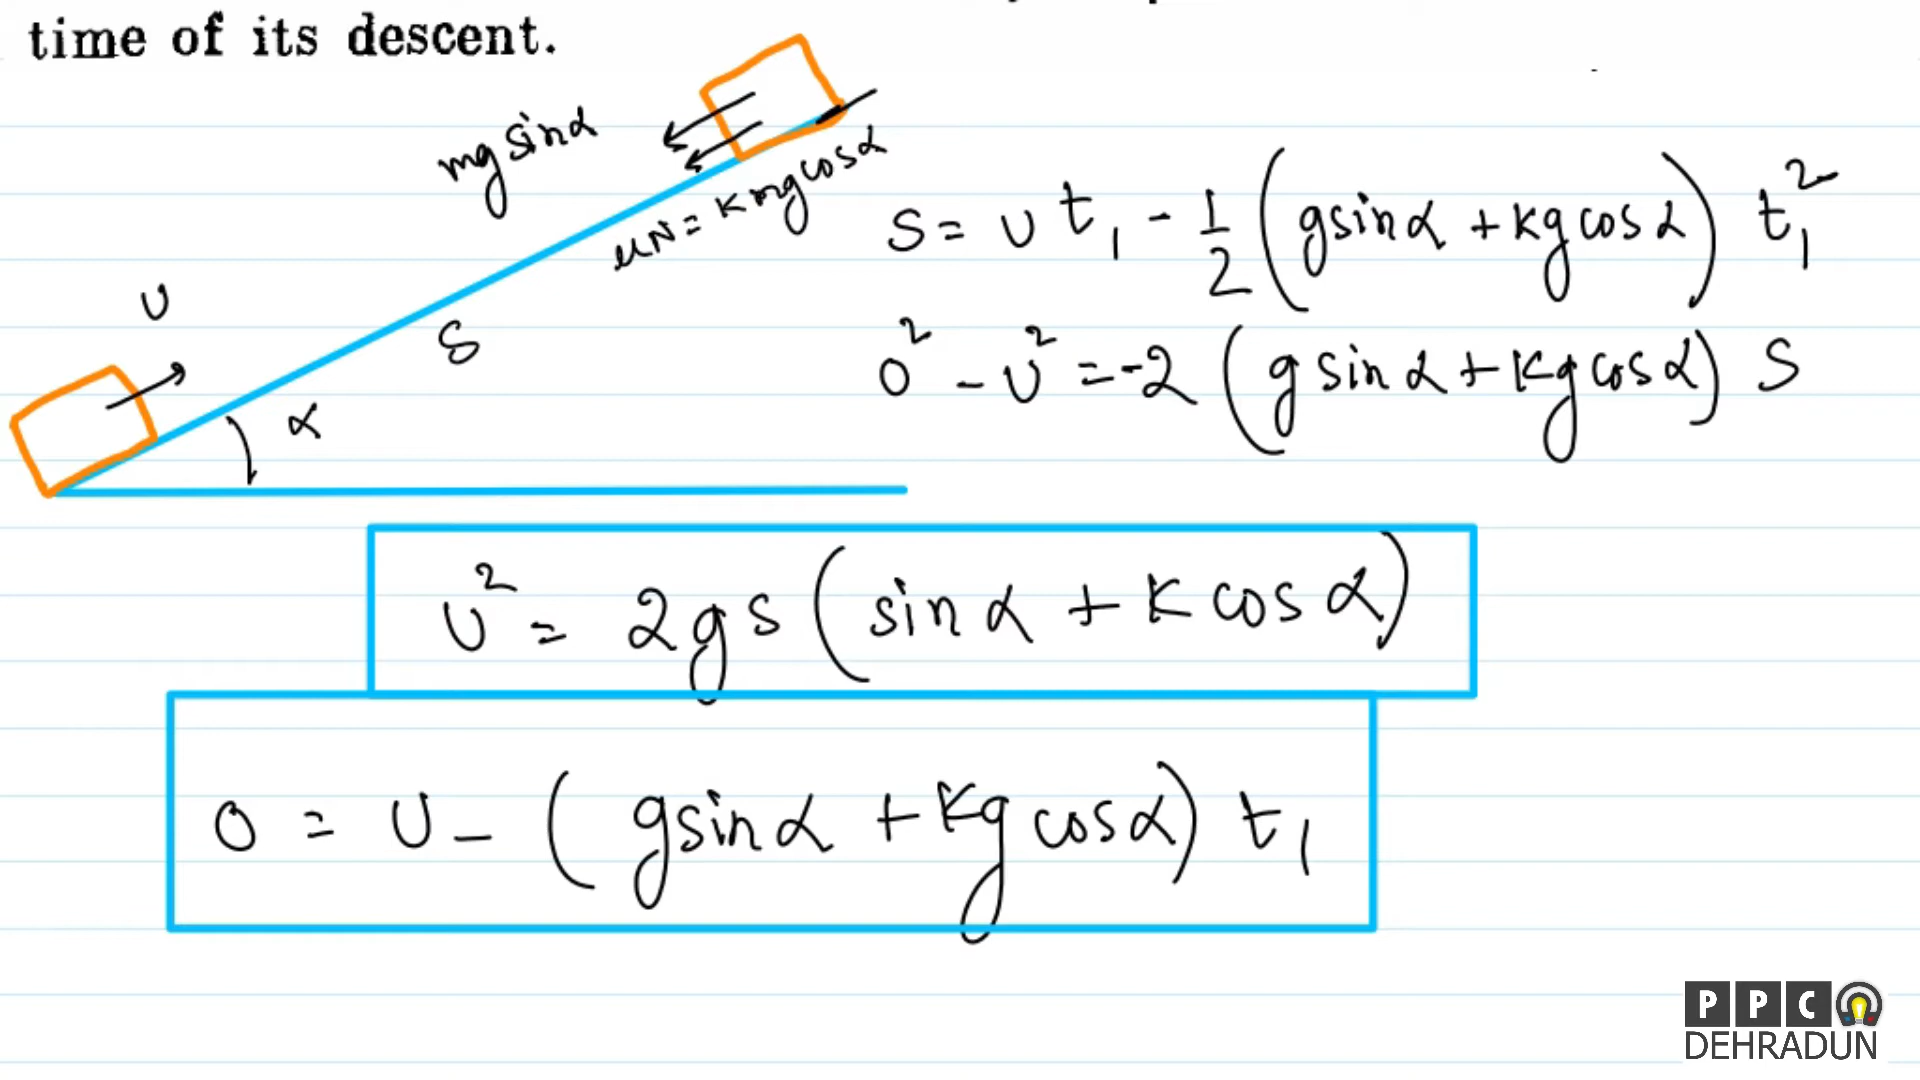 time of its descent.
mg sinα
μN = Kmg cosα
S = ut₁ - 1/2 (g sinα + Kg cosα) t₁²
U
S
0² - U² = -2 (g sinα + Kg cosα) S
α
U² = 2gs (sinα + K cosα)
0 = U - (g sinα + Kg cosα) t₁
PPC
DEHRADUN